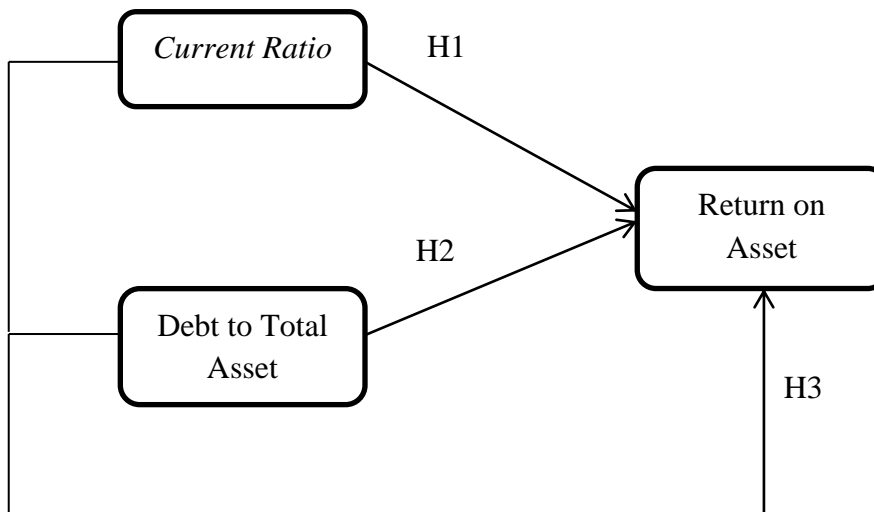 Current Ratio
H1
Return on
Asset
H2
Debt to Total
Asset
H3